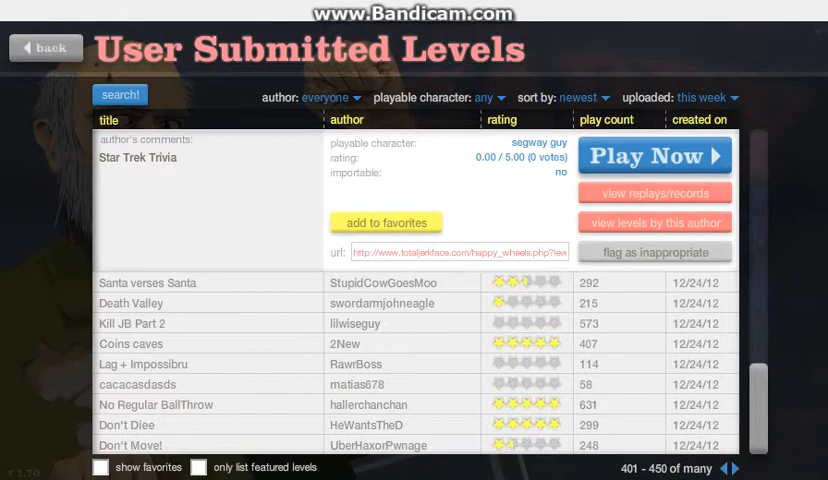 www.Bandicam.com
back
User Submitted Levels
search!
author: everyone playable character: any sort by: newest uploaded: this week
title author rating play count created on
author's comments:
Star Trek Trivia
playable character: segway guy
rating: 0.00 / 5.00 (0 votes)
importable: no
Play Now
view replays/records
add to favorites
view levels by this author
url: http://www.totaljerkface.com/happy_wheels.php?leve
flag as inappropriate
Santa verses Santa StupidCowGoesMoo 292 12/24/12
Death Valley swordarmjohneagle 215 12/24/12
Kill JB Part 2 lilwiseguy 573 12/24/12
Coins caves 2New 407 12/24/12
Lag + Impossibru RawrBoss 114 12/24/12
cacacasdasds matias678 58 12/24/12
No Regular BallThrow hallerchanchan 631 12/24/12
Don't Diee HeWantsTheD 299 12/24/12
Don't Move! UberHaxorPwnage 248 12/24/12
show favorites only list featured levels 401 - 450 of many
v 1.70